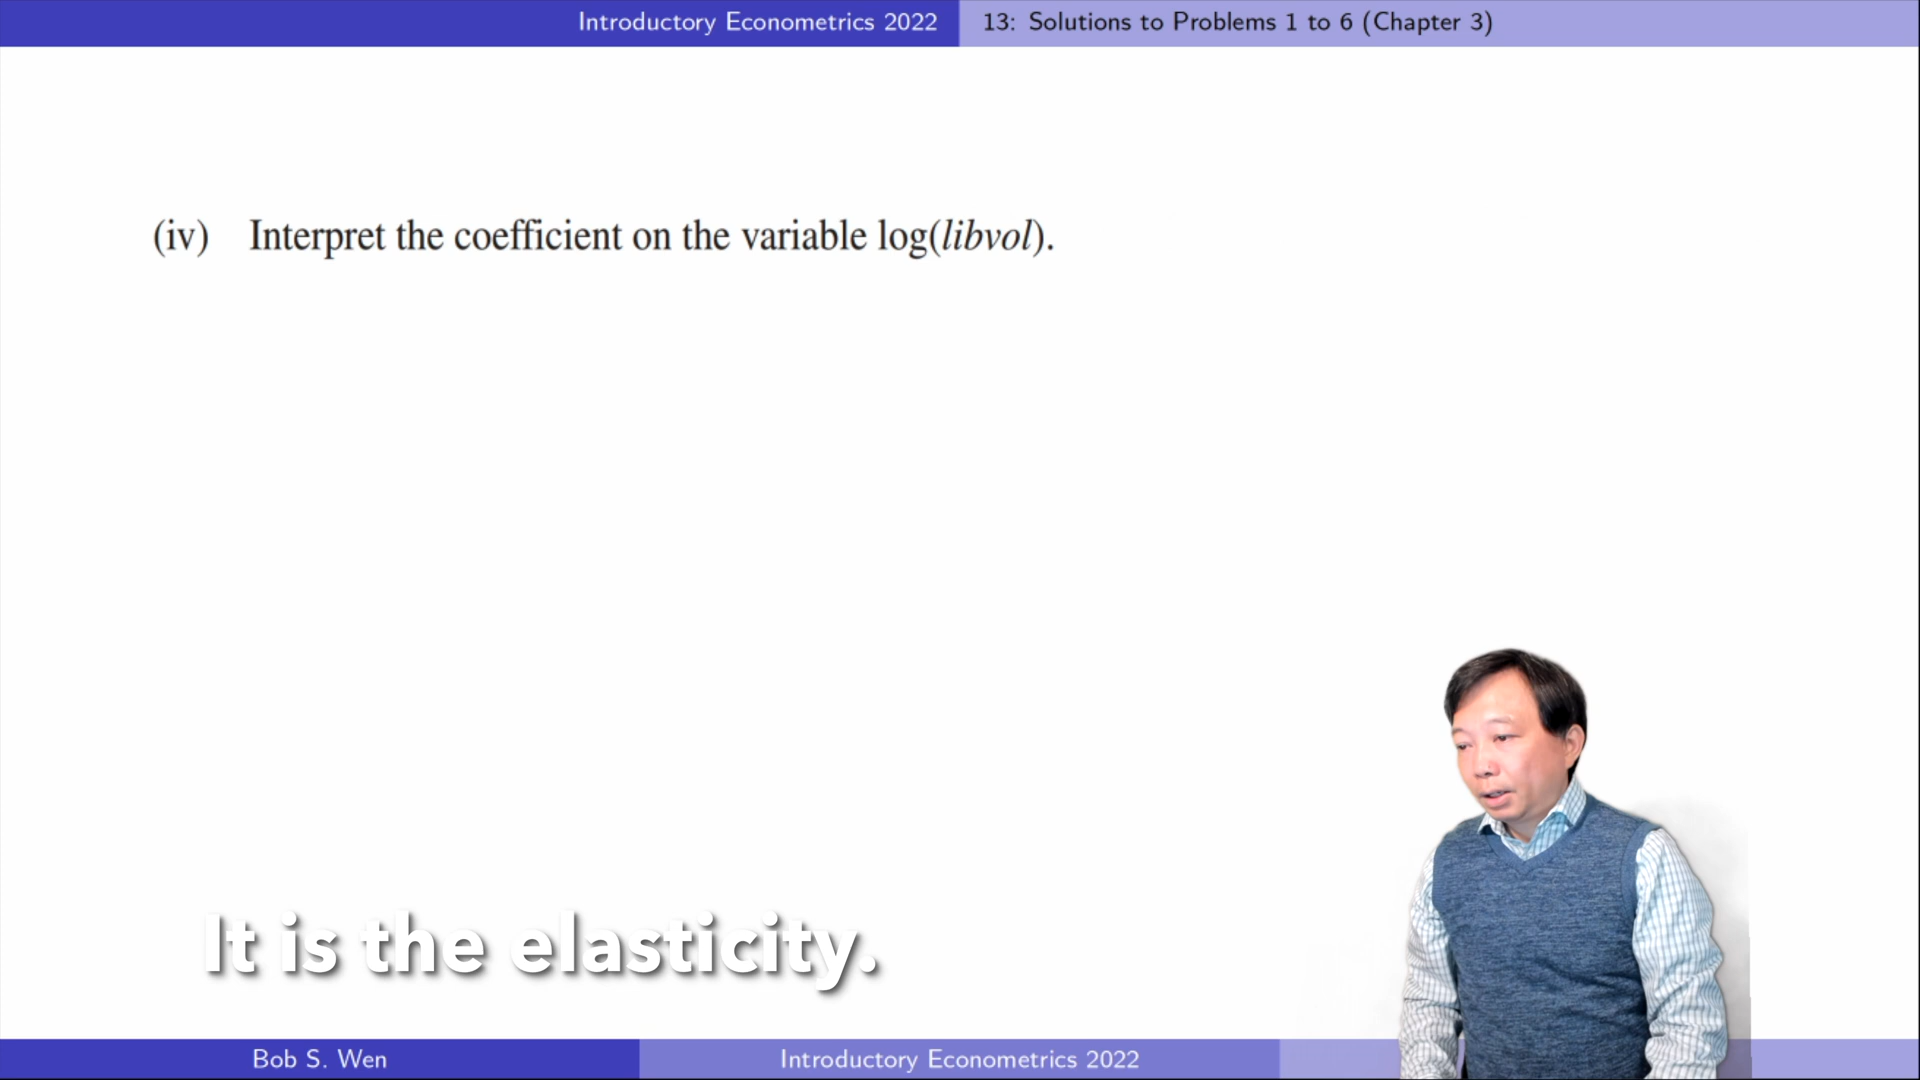 Introductory Econometrics 2022
13: Solutions to Problems 1 to 6 (Chapter 3)
(iv) Interpret the coefficient on the variable log(libvol).
It is the elasticity.
Bob S. Wen
Introductory Econometrics 2022